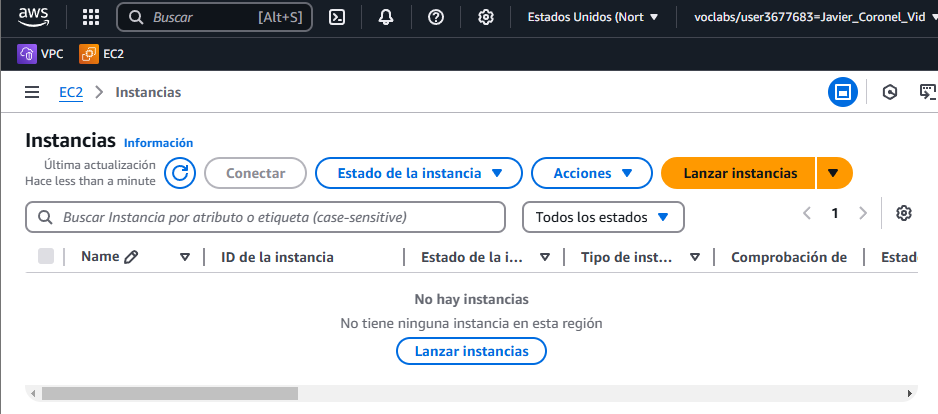 aws Buscar [Alt+S] Estados Unidos (Nort voclabs/user3677683=Javier_Coronel_Vid
VPC EC2
EC2 Instancias
Instancias Información
Última actualización
Hace less than a minute
Conectar Estado de la instancia Acciones Lanzar instancias
Buscar Instancia por atributo o etiqueta (case-sensitive) Todos los estados 1
Name ID de la instancia Estado de la i... Tipo de inst... Comprobación de Estad
No hay instancias
No tiene ninguna instancia en esta región
Lanzar instancias